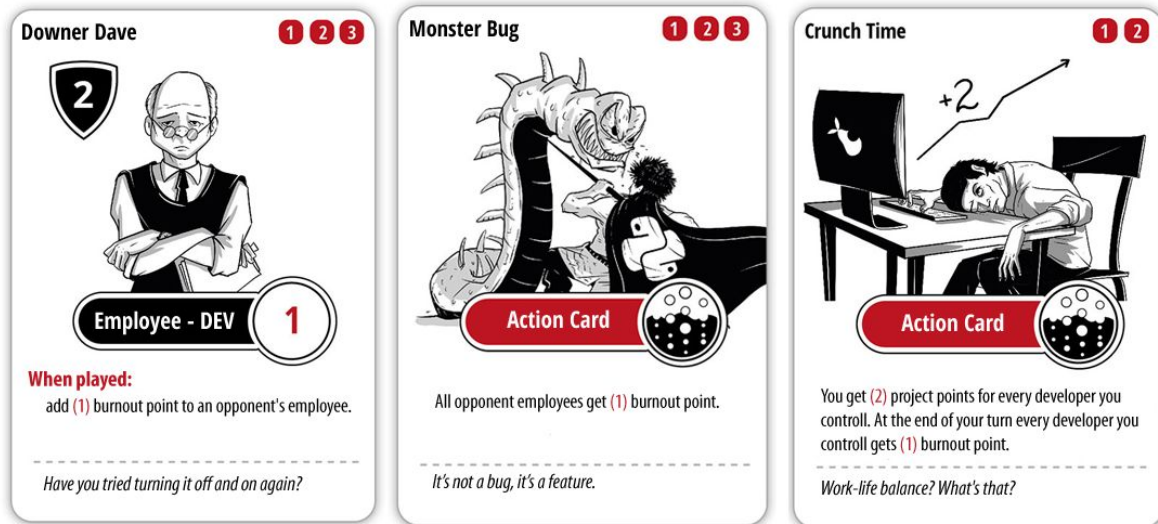 Downer Dave
1 2 3
2
Employee - DEV
1
When played:
add (1) burnout point to an opponent's employee.
Have you tried turning it off and on again?
Monster Bug
1 2 3
Action Card
All opponent employees get (1) burnout point.
It's not a bug, it's a feature.
Crunch Time
1 2
+2
Action Card
You get (2) project points for every developer you
controll. At the end of your turn every developer you
controll gets (1) burnout point.
Work-life balance? What's that?